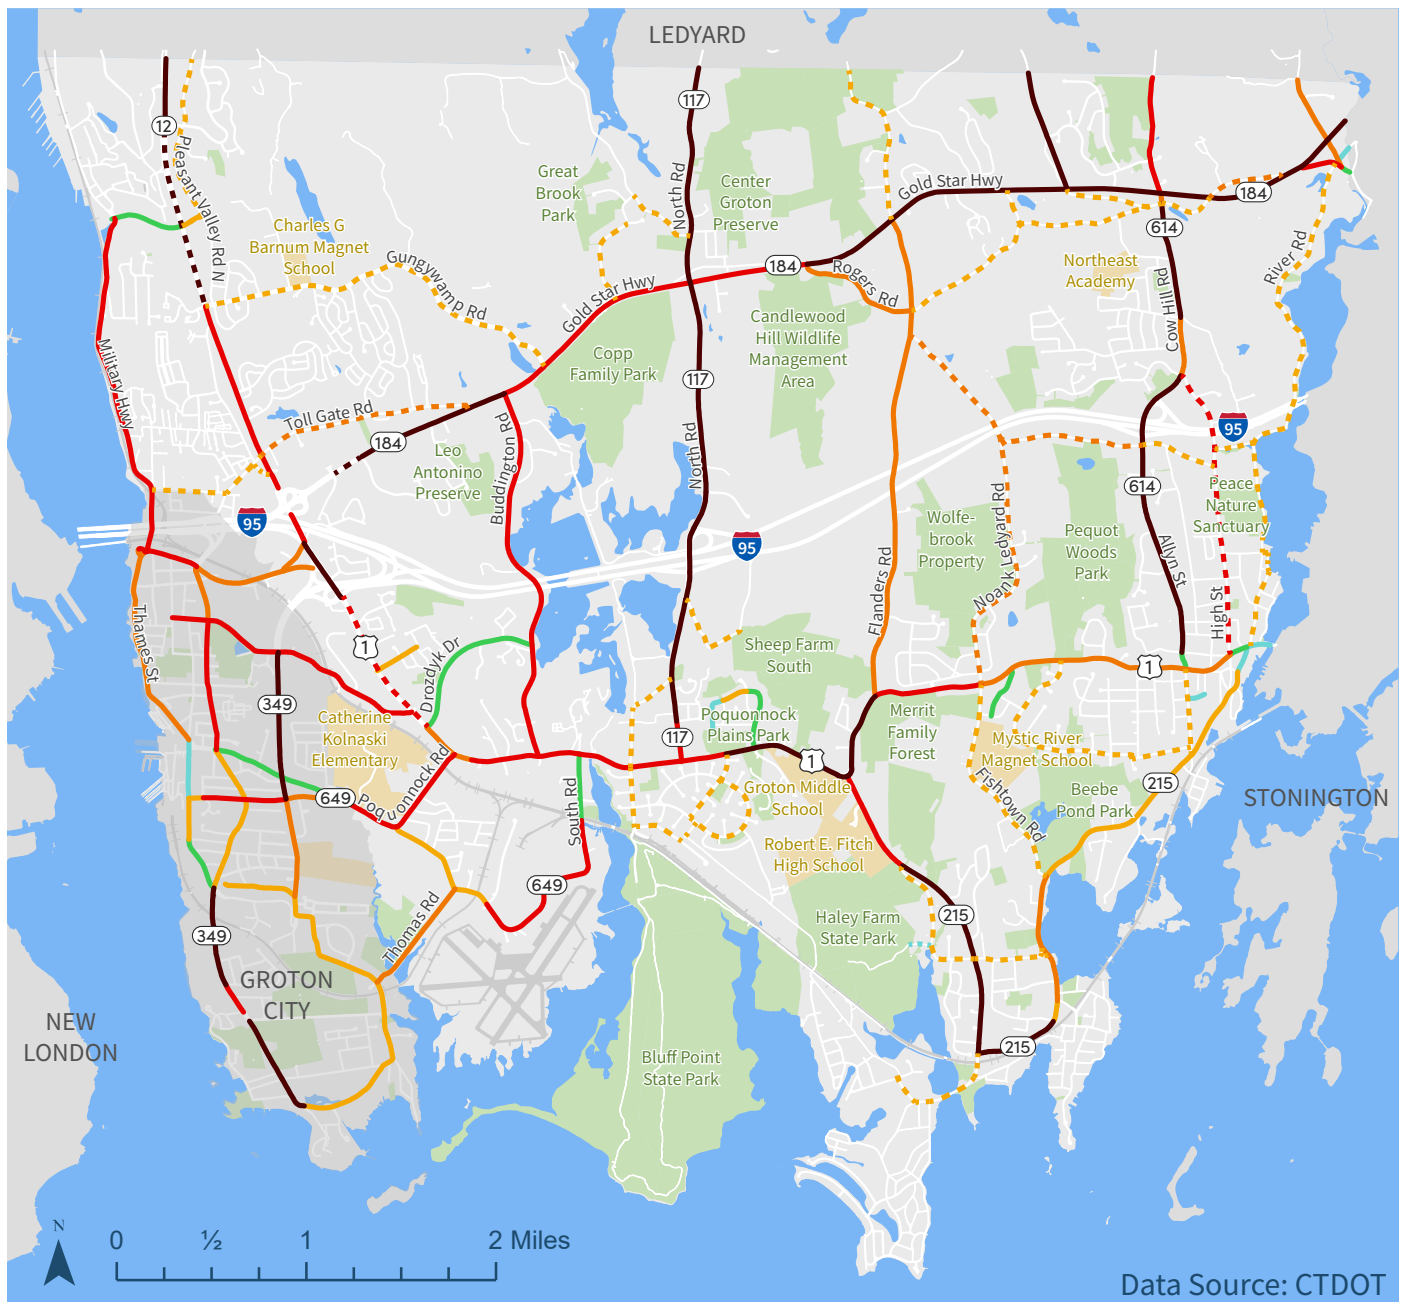 LEDYARD
117
12
Pleasant Valley Rd N
Great
Brook
Park
North Rd
Center
Groton
Preserve
Gold Star Hwy
184
614
Charles G
Barnum Magnet
School
Gungywamp Rd
184
Rogers Rd
Gold Star Hwy
Northeast
Academy
River Rd
Cow Hill Rd
Candlewood
Hill Wildlife
Management
Area
Copp
Family Park
117
Military Hwy
Toll Gate Rd
184
Leo
Antonino
Preserve
Buddington Rd
North Rd
95
614
Peace
Nature
Sanctuary
95
95
Wolfe-
brook
Property
Noank Ledyard Rd
Pequot
Woods
Park
Allyn St
High St
Flanders Rd
Thames St
1
Drozdyk Dr
Sheep Farm
South
1
349
Catherine
Kolnaski
Elementary
Poquonnock
Plains Park
117
1
Merrit
Family
Forest
Mystic River
Magnet School
215
649
Poquonnock Rd
South Rd
Groton Middle
School
Fishtown Rd
Beebe
Pond Park
STONINGTON
Robert E. Fitch
High School
649
349
Thomas Rd
Haley Farm
State Park
215
GROTON
CITY
NEW
LONDON
215
Bluff Point
State Park
N
0 ½ 1 2 Miles
Data Source: CTDOT